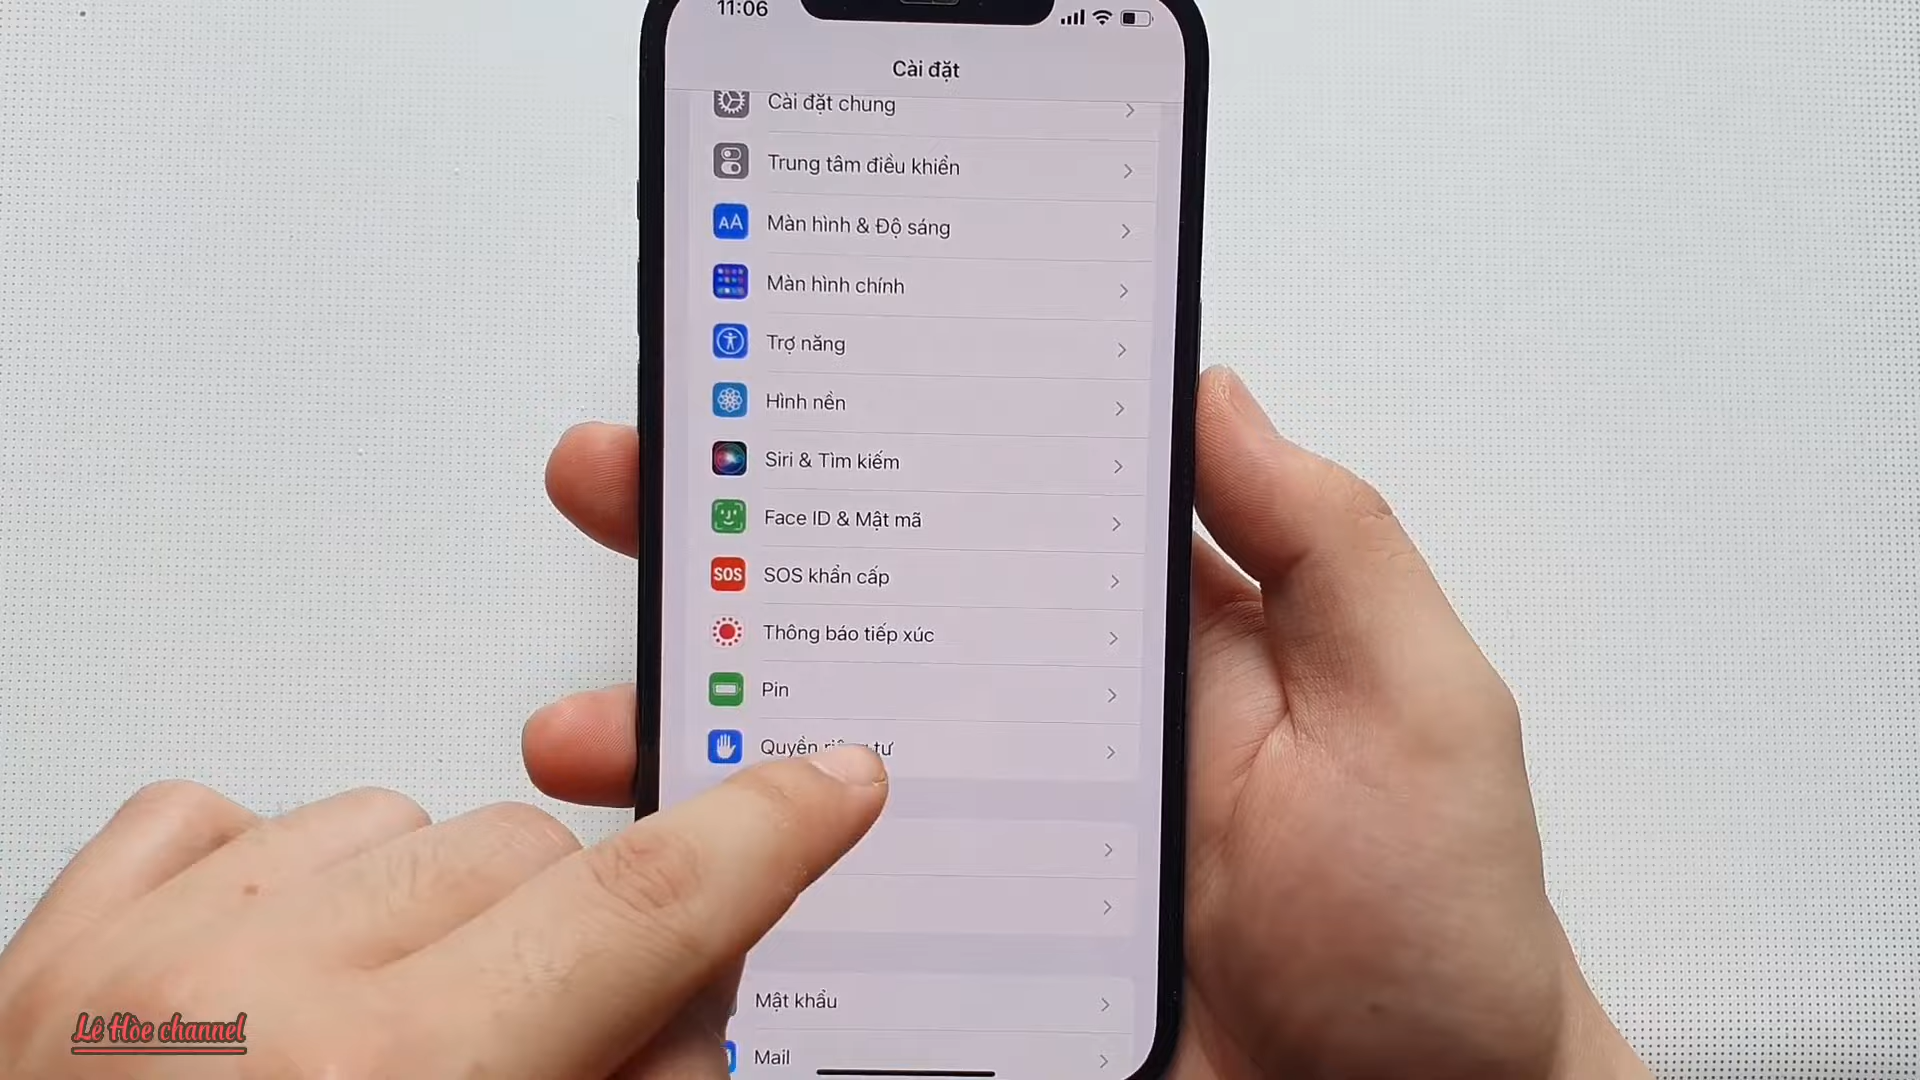 11:06
Cài đặt
Cài đặt chung
Trung tâm điều khiển
AA
Màn hình & Độ sáng
Màn hình chính
Trợ năng
Hình nền
Siri & Tìm kiếm
Face ID & Mật mã
SOS
SOS khẩn cấp
Thông báo tiếp xúc
Pin
Quyền riêng tư
Mật khẩu
Mail
Lê Hòe channel